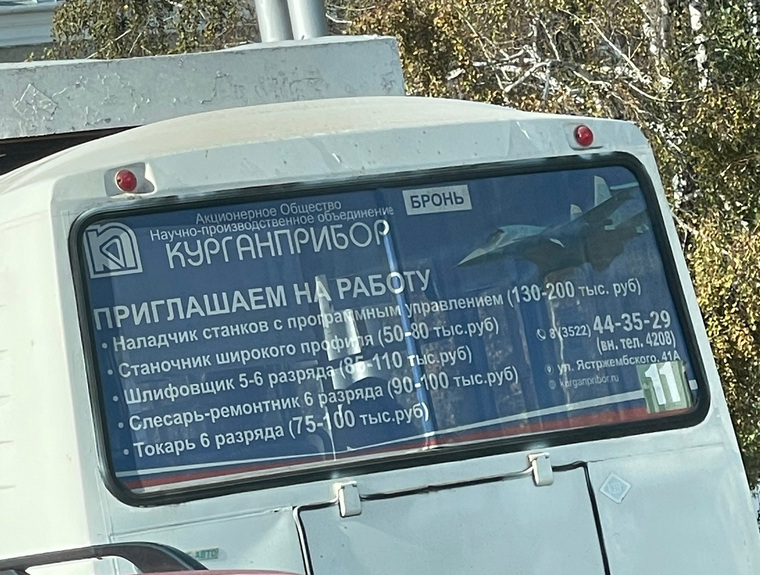 Акционерное Общество
Научно-производственное объединение
КУРГАНПРИБОР
БРОНЬ
ПРИГЛАШАЕМ НА РАБОТУ
• Наладчик станков с программным управлением (130-200 тыс. руб)
• Станочник широкого профиля (50-80 тыс.руб)
• Шлифовщик 5-6 разряда (85-110 тыс.руб)
• Слесарь-ремонтник 6 разряда (90-100 тыс.руб)
• Токарь 6 разряда (75-100 тыс.руб)
8(3522) 44-35-29
(вн. тел. 4208)
ул. Ястржембского, 41А
kurganpribor.ru
11